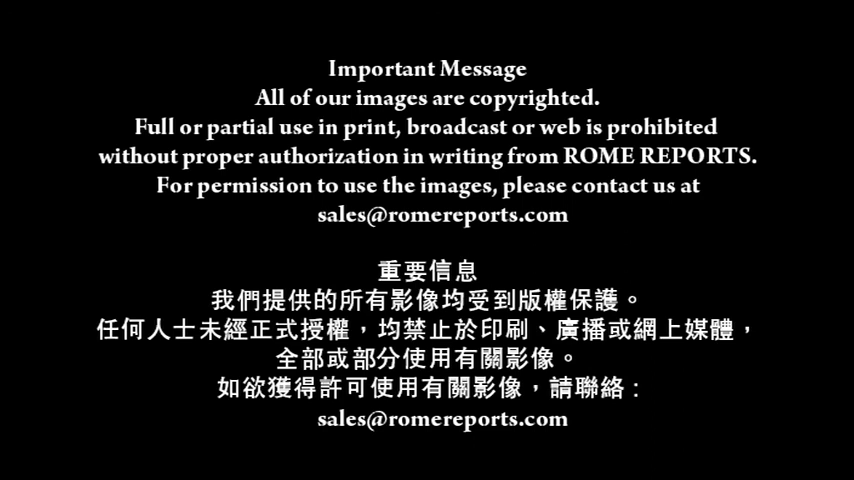 Important Message
All of our images are copyrighted.
Full or partial use in print, broadcast or web is prohibited
without proper authorization in writing from ROME REPORTS.
For permission to use the images, please contact us at
sales@romereports.com
重要信息
我們提供的所有影像均受到版權保護。
任何人士未經正式授權，均禁止於印刷、廣播或網上媒體，
全部或部分使用有關影像。
如欲獲得許可使用有關影像，請聯絡：
sales@romereports.com